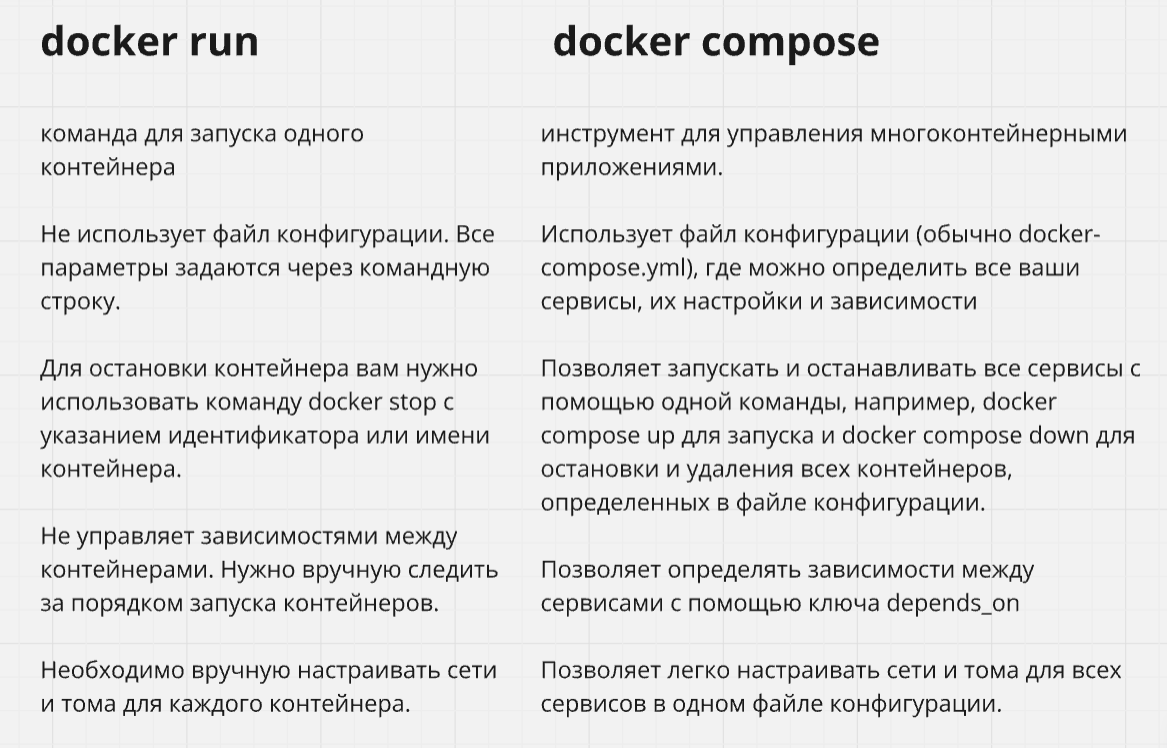 docker run
команда для запуска одного
контейнера
Не использует файл конфигурации. Все
параметры задаются через командную
строку.
Для остановки контейнера вам нужно
использовать команду docker stop с
указанием идентификатора или имени
контейнера.
Не управляет зависимостями между
контейнерами. Нужно вручную следить
за порядком запуска контейнеров.
Необходимо вручную настраивать сети
и тома для каждого контейнера.
docker compose
инструмент для управления многоконтейнерными
приложениями.
Использует файл конфигурации (обычно docker-
compose.yml), где можно определить все ваши
сервисы, их настройки и зависимости
Позволяет запускать и останавливать все сервисы с
помощью одной команды, например, docker
compose up для запуска и docker compose down для
остановки и удаления всех контейнеров,
определенных в файле конфигурации.
Позволяет определять зависимости между
сервисами с помощью ключа depends_on
Позволяет легко настраивать сети и тома для всех
сервисов в одном файле конфигурации.